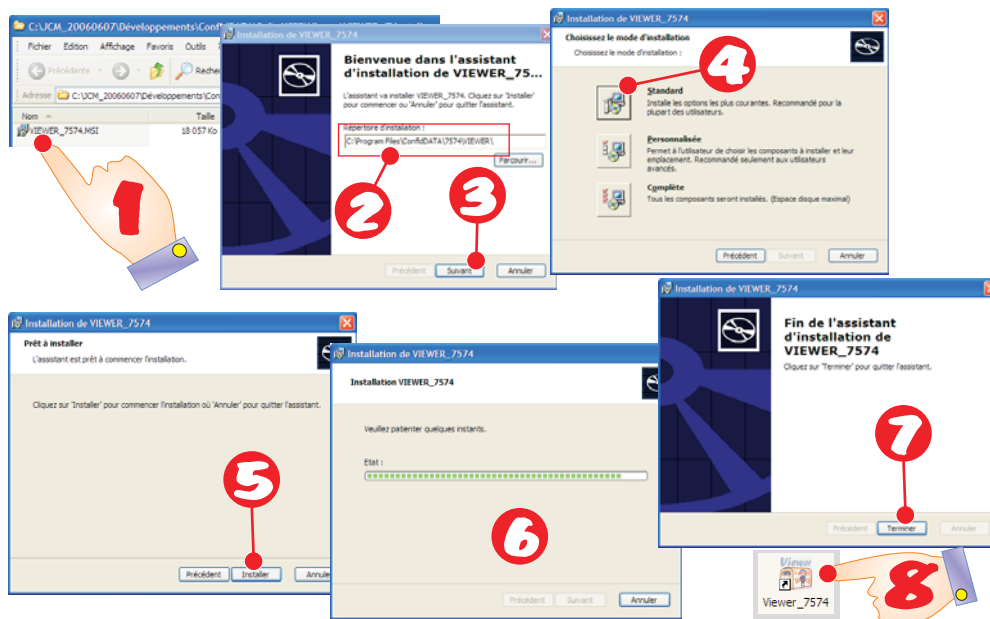 C:\JCM_20060607\Développements\Conf
Fichier Edition Affichage Favoris Outils
Précédente
Adresse C:\JCM_20060607\Développements\Con
Nom Taille
VIEWER_7574.MSI 18 057 Ko
1
Installation de VIEWER_7574
Bienvenue dans l'assistant
d'installation de VIEWER_75...
L'assistant va installer VIEWER_7574. Cliquez sur 'Installer'
pour commencer ou 'Annuler' pour quitter l'assistant.
Répertoire d'installation :
C:\Program Files\ConfidDATA\7574\VIEWER\
Parcourir...
2
3
Précédent Suivant Annuler
Installation de VIEWER_7574
Choisissez le mode d'installation
Choisissez le mode d'installation :
4
Standard
Installe les options les plus courantes. Recommandé pour la
plupart des utilisateurs.
Personnalisée
Permet à l'utilisateur de choisir les composants à installer et leur
emplacement. Recommandé seulement aux utilisateurs
avancés.
Complète
Tous les composants seront installés. (Espace disque maximal)
Précédent Suivant Annuler
Installation de VIEWER_7574
Prêt à installer
L'assistant est prêt à commencer l'installation.
Cliquez sur 'Installer' pour commencer l'installation où 'Annuler' pour quitter l'assistant.
5
Précédent Installer Annule
Installation de VIEWER_7574
Installation VIEWER_7574
Veuillez patienter quelques instants.
Etat :
6
Précédent Suivant Annuler
Installation de VIEWER_7574
Fin de l'assistant
d'installation de
VIEWER_7574
Cliquez sur 'Terminer' pour quitter l'assistant.
7
Précédent Terminer Annuler
Viewer
Viewer_7574
8